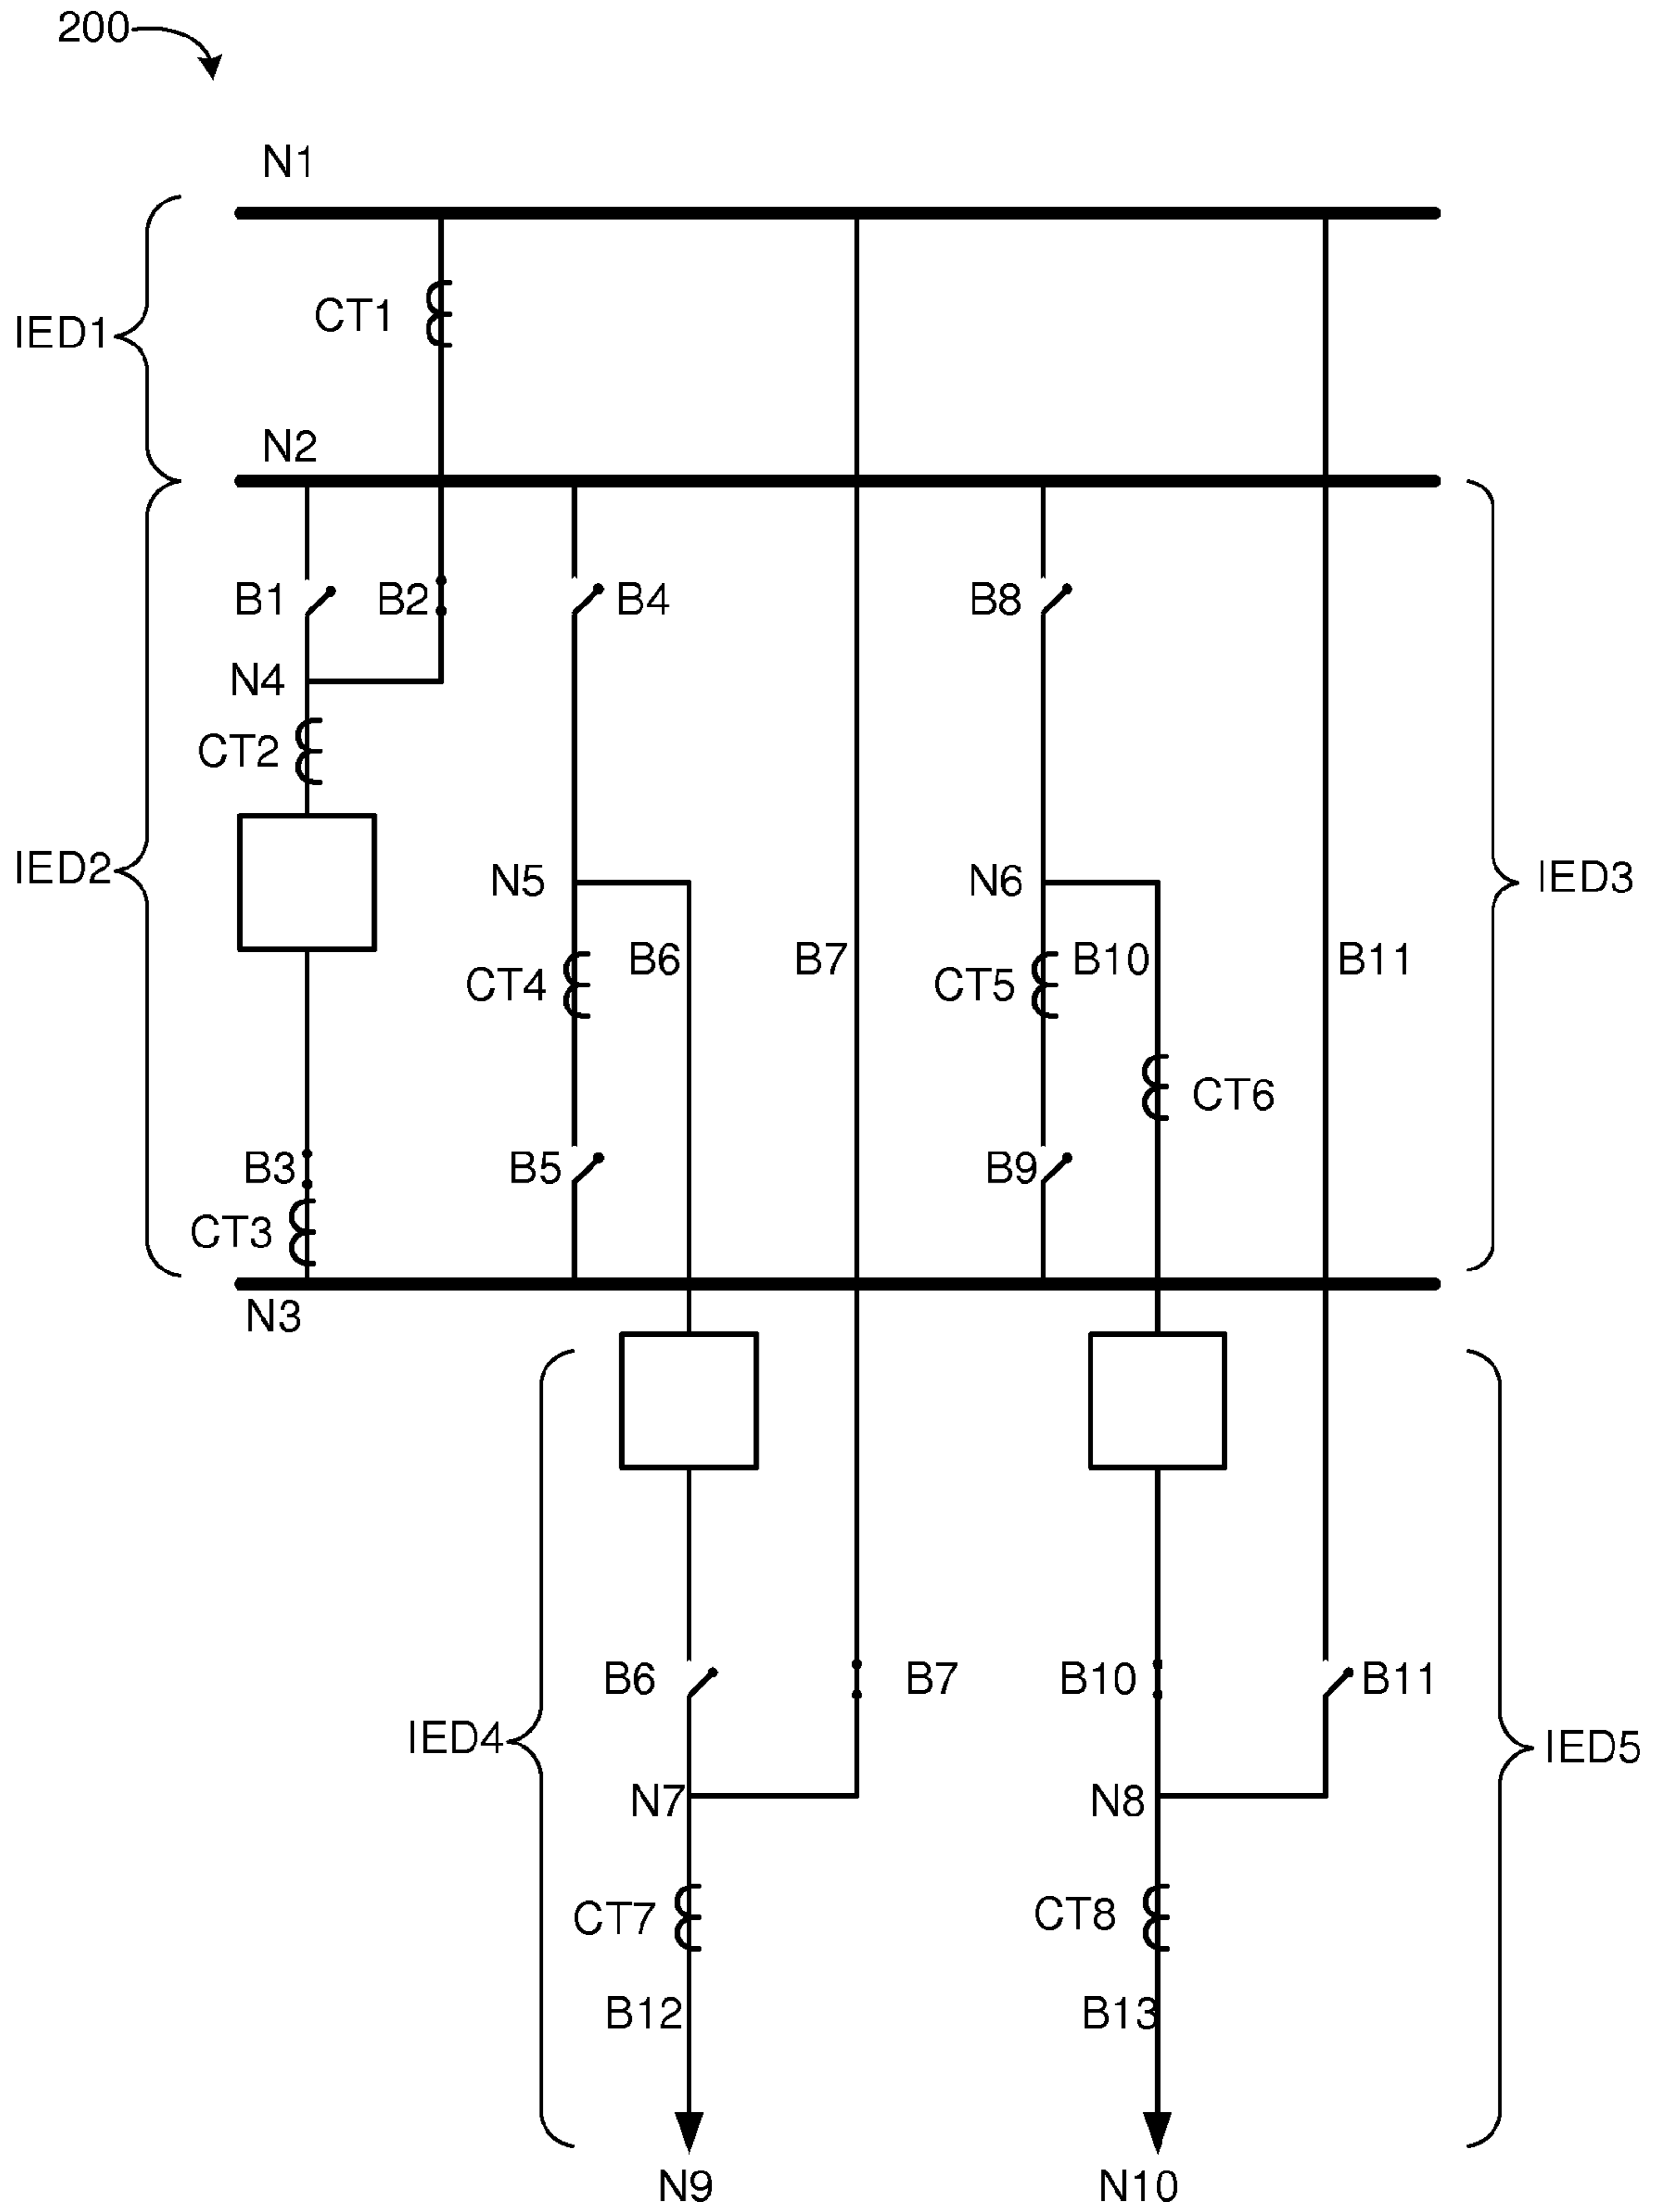 200
N1
CT1
IED1
N2
B1
B2
B4
B8
N4
CT2
IED2
N5
N6
IED3
B6
B7
B10
B11
CT4
CT5
CT6
B3
B5
B9
CT3
N3
B6
B7
B10
B11
IED4
IED5
N7
N8
CT7
CT8
B12
B13
N9
N10